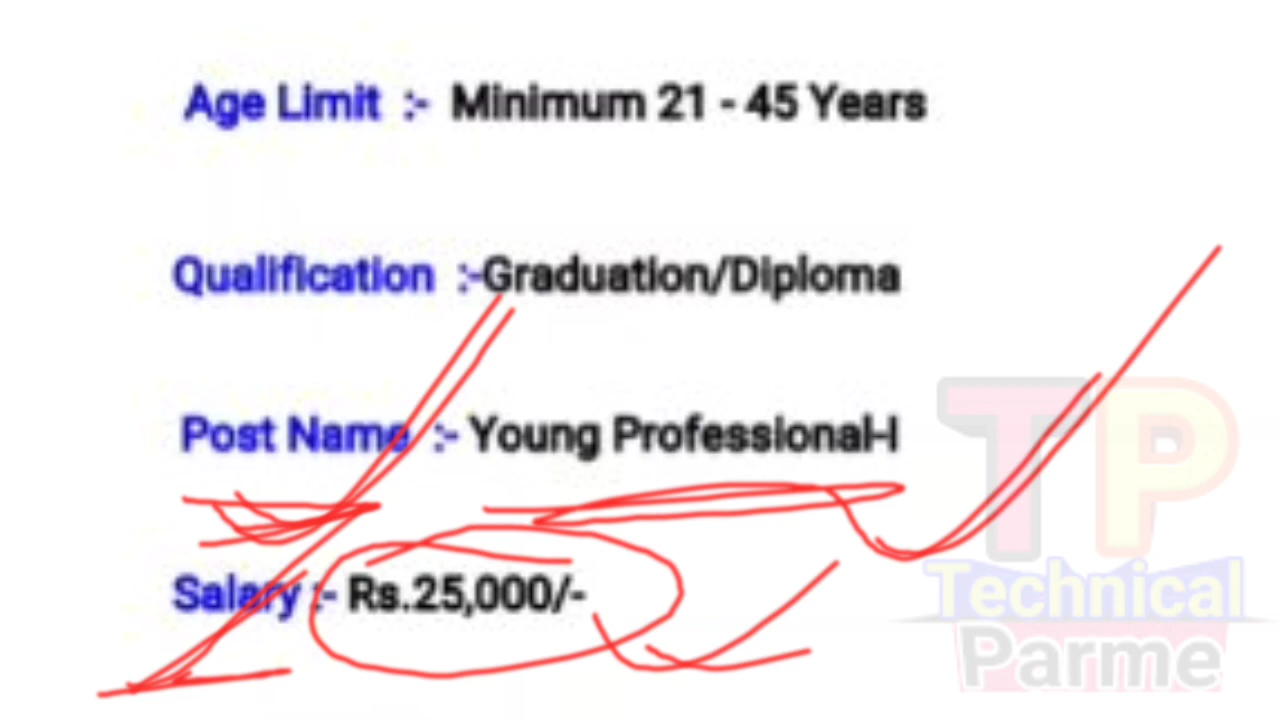 Age Limit :- Minimum 21 - 45 Years
Qualification :-Graduation/Diploma
Post Name :- Young Professional-I
Salary :- Rs.25,000/-
TP
Technical
Parme